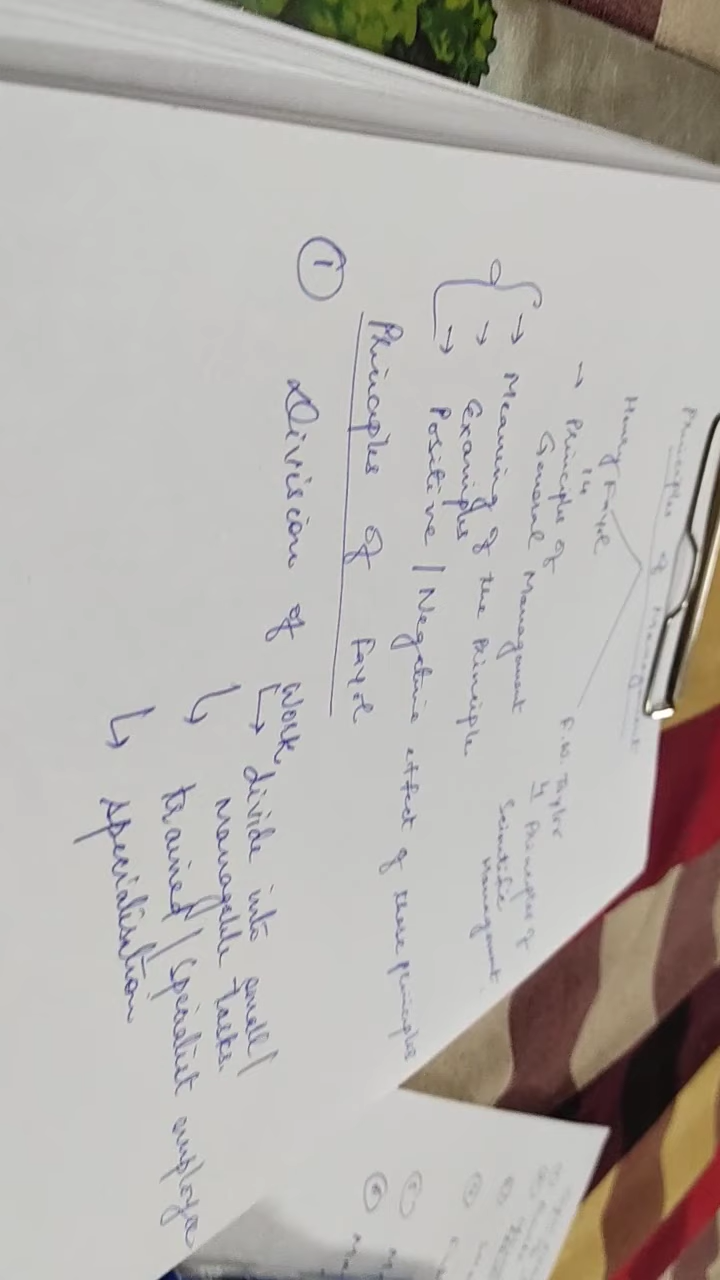 Principles of Management
Henry Fayol
F.W. Taylor
→ 14 Principles of
General Management
4 Principles of
Scientific
Management
→ Meaning of the Principle
→ Examples
→ Positive / Negative effect of these principles
Principles of Fayol
① Division of Work
↳ divide into small /
manageable tasks.
↳ trained / specialist employee
↳ specialisation